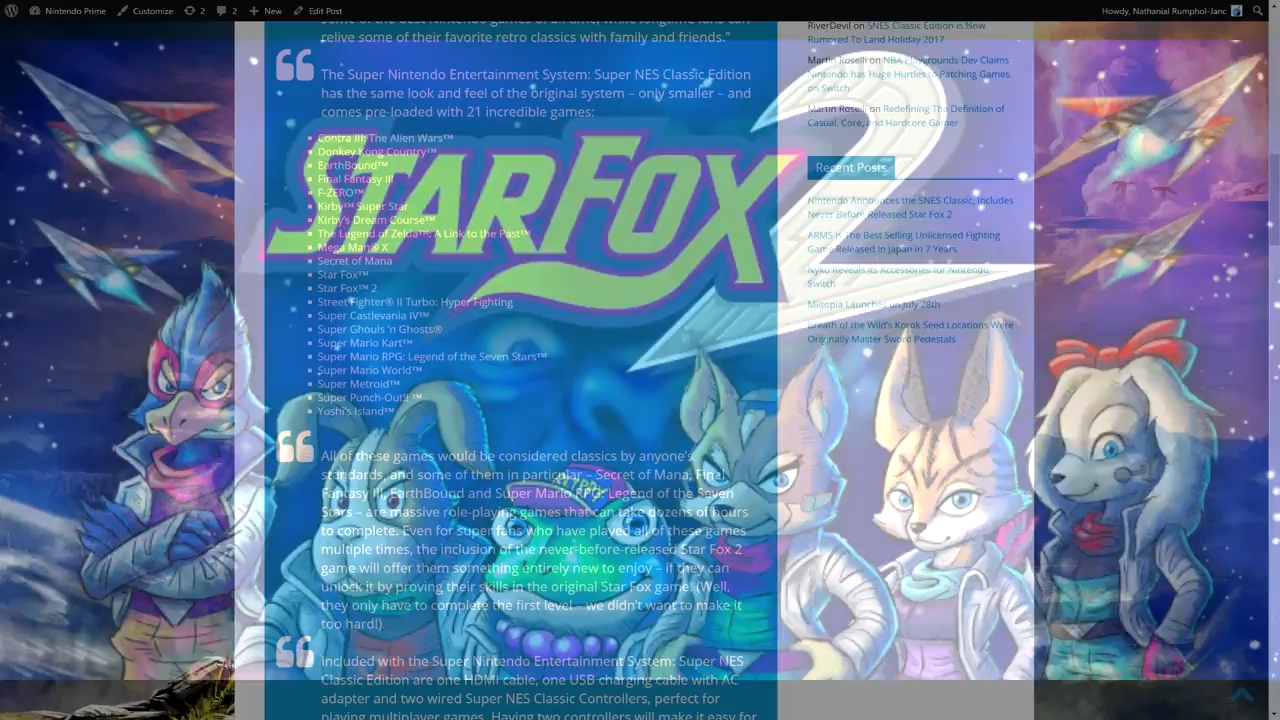 Nintendo Prime Customize 2 2 New Edit Post Howdy, Nathanial Rumphol-Janc
some of the best Nintendo games of all time, while longtime fans can
relive some of their favorite retro classics with family and friends.”
The Super Nintendo Entertainment System: Super NES Classic Edition
has the same look and feel of the original system – only smaller – and
comes pre-loaded with 21 incredible games:
Contra III: The Alien Wars™
Donkey Kong Country™
EarthBound™
Final Fantasy III
F-ZERO™
Kirby™ Super Star
Kirby’s Dream Course™
The Legend of Zelda™: A Link to the Past™
Mega Man® X
Secret of Mana
Star Fox™
Star Fox™ 2
Street Fighter® II Turbo: Hyper Fighting
Super Castlevania IV™
Super Ghouls ’n Ghosts®
Super Mario Kart™
Super Mario RPG: Legend of the Seven Stars™
Super Mario World™
Super Metroid™
Super Punch-Out!! ™
Yoshi’s Island™
All of these games would be considered classics by anyone’s
standards, and some of them in particular – Secret of Mana, Final
Fantasy III, EarthBound and Super Mario RPG: Legend of the Seven
Stars – are massive role-playing games that can take dozens of hours
to complete. Even for super fans who have played all of these games
multiple times, the inclusion of the never-before-released Star Fox 2
game will offer them something entirely new to enjoy – if they can
unlock it by proving their skills in the original Star Fox game. (Well,
they only have to complete the first level – we didn’t want to make it
too hard!)
Included with the Super Nintendo Entertainment System: Super NES
Classic Edition are one HDMI cable, one USB charging cable with AC
adapter and two wired Super NES Classic Controllers, perfect for
playing multiplayer games. Having two controllers will make it easy for
STARFOX 2
RiverDevil on SNES Classic Edition is Now
Rumored To Land Holiday 2017
Martin Roselli on NBA Playgrounds Dev Claims
Nintendo has Huge Hurtles to Patching Games
on Switch
Martin Roselli on Redefining The Definition of
Casual, Core, and Hardcore Gamer
Recent Posts
Nintendo Announces the SNES Classic, Includes
Never Before Released Star Fox 2
ARMS is The Best Selling Unlicensed Fighting
Game Released in Japan in 7 Years
Nyko Reveals its Accessories for Nintendo
Switch
Miitopia Launches on July 28th
Breath of the Wild’s Korok Seed Locations Were
Originally Master Sword Pedestals